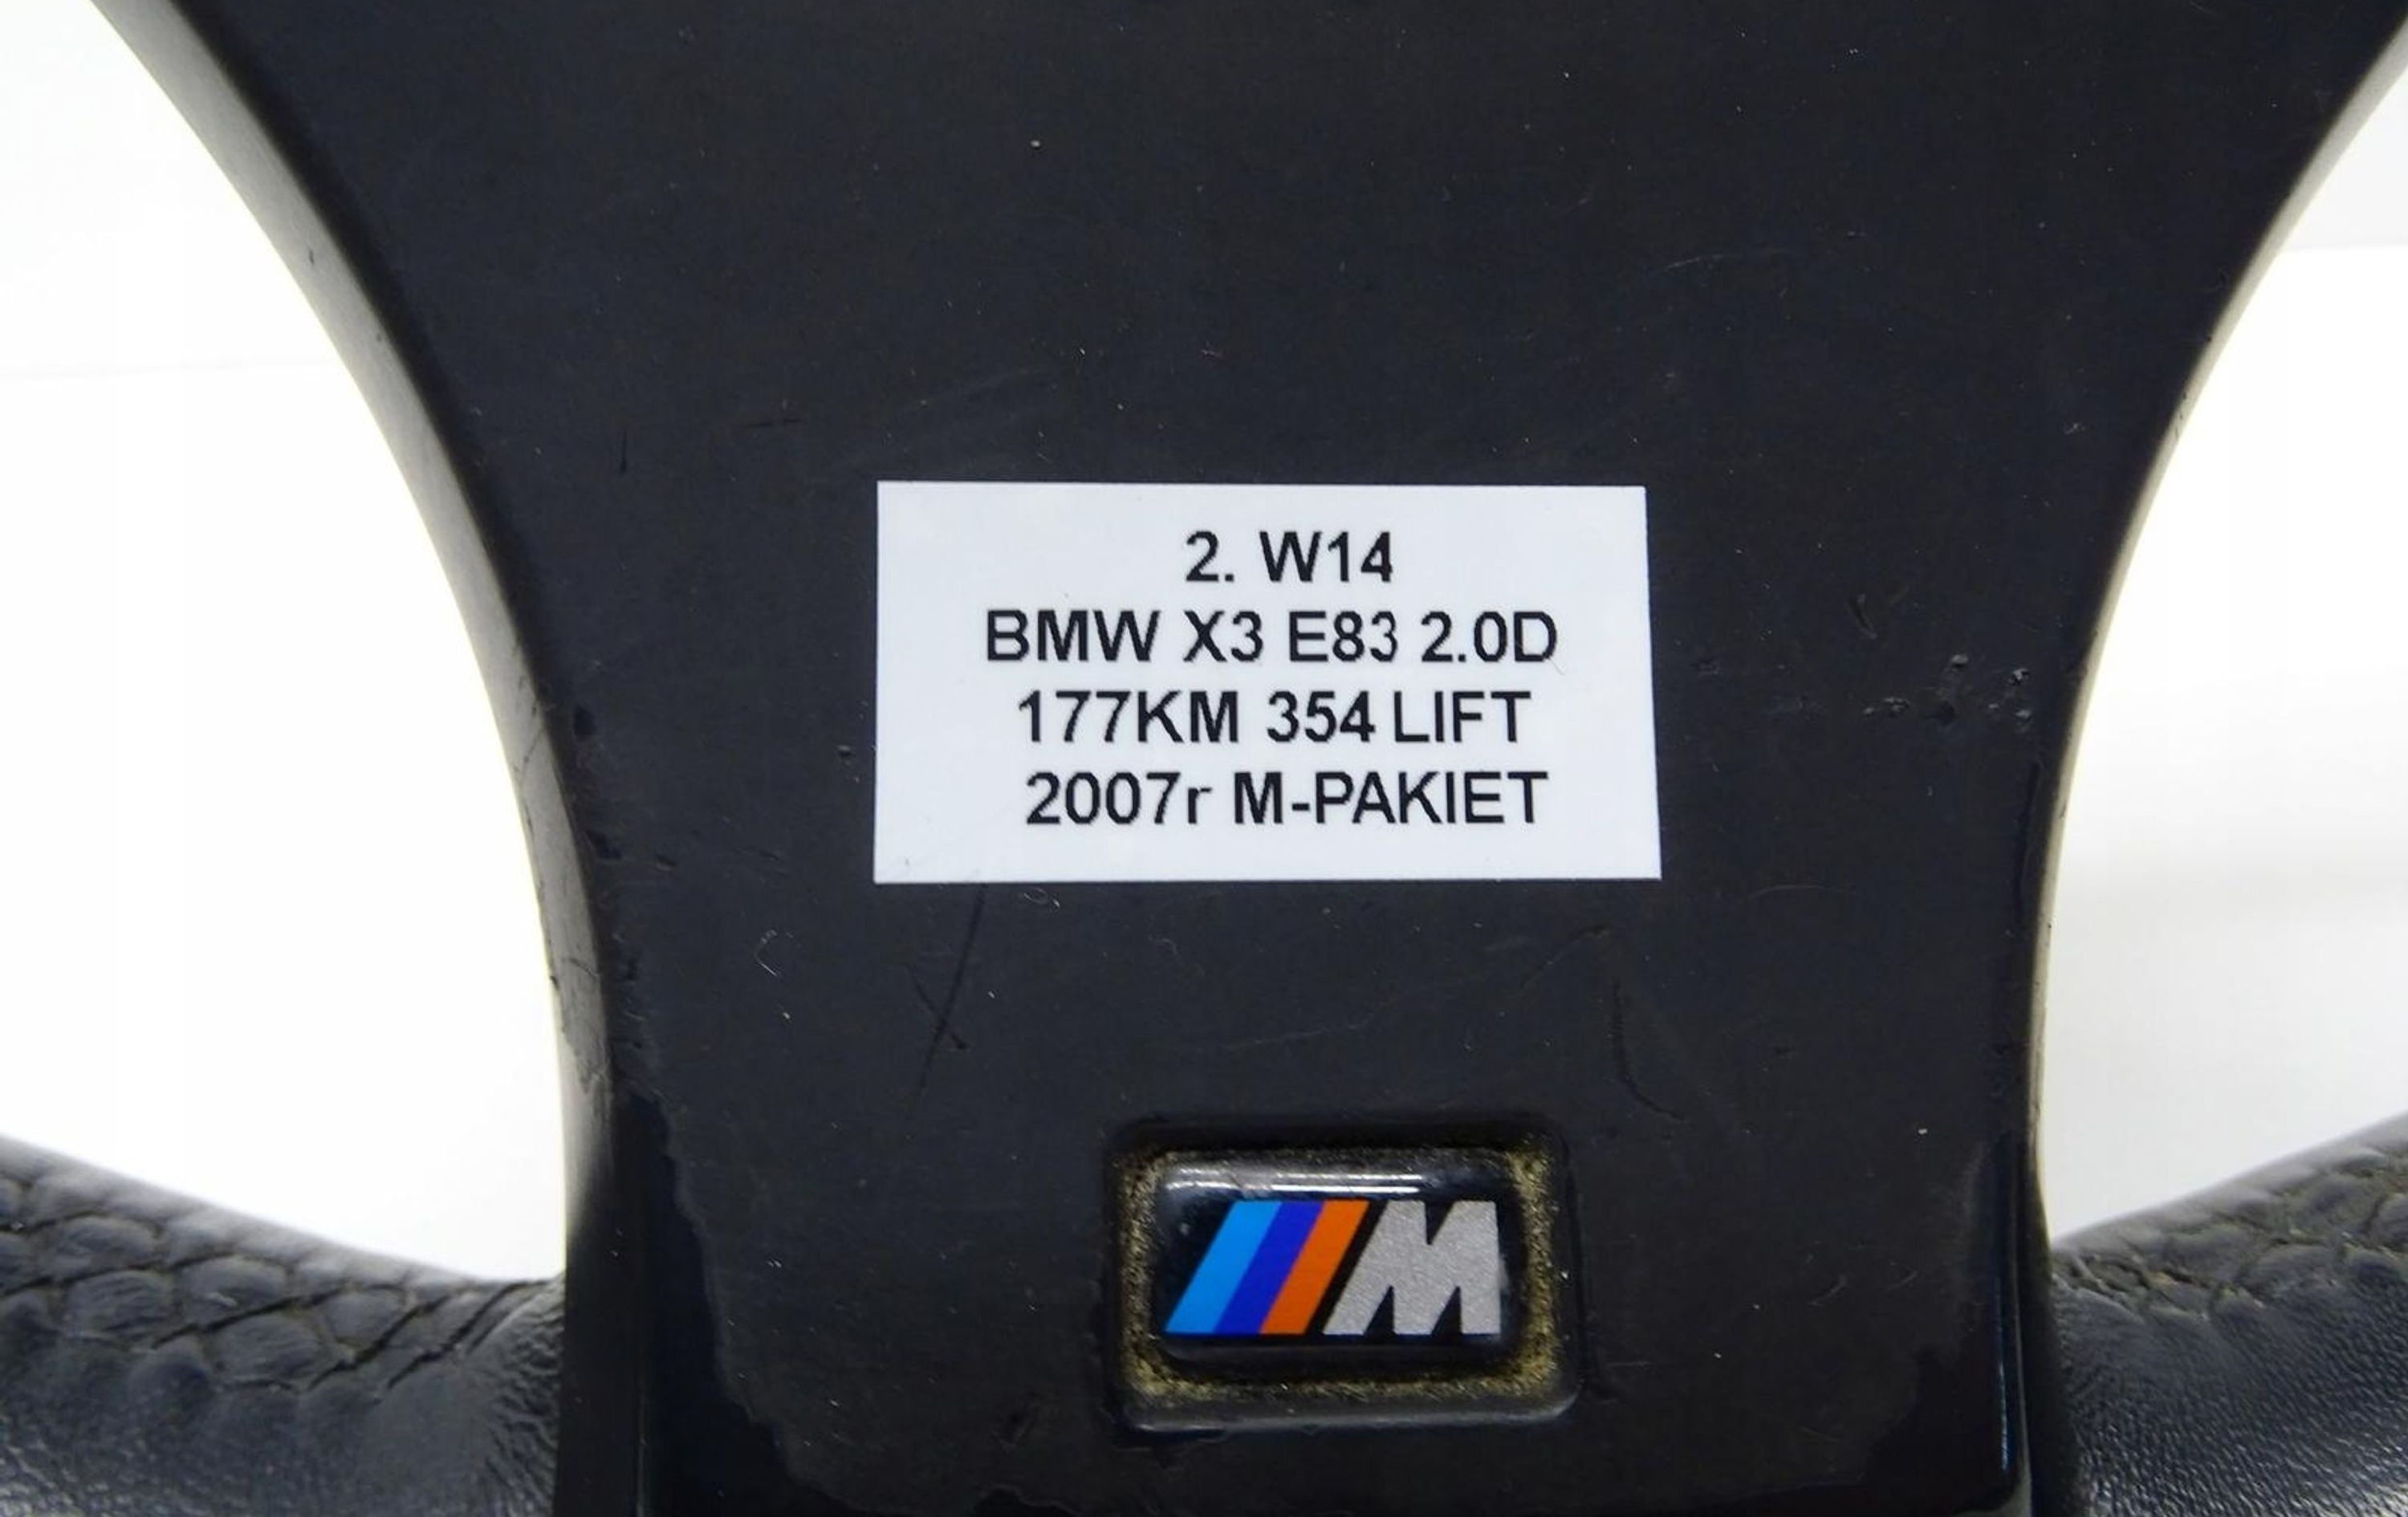 2. W14
BMW X3 E83 2.0D
177KM 354 LIFT
2007r M-PAKIET
M